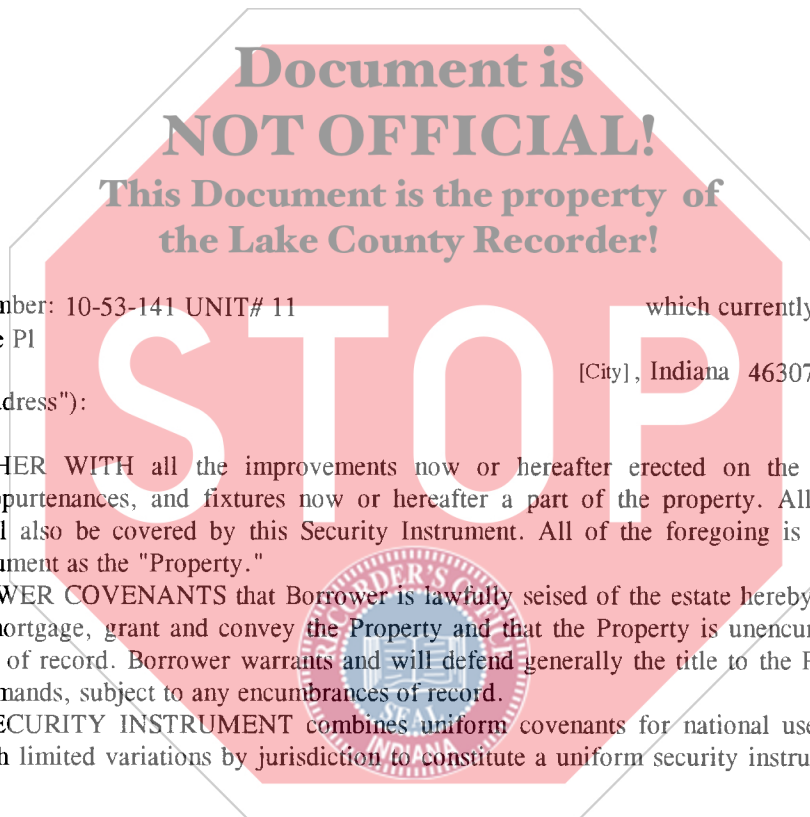 Document is
NOT OFFICIAL!
This Document is the property of
the Lake County Recorder!
mber: 10-53-141 UNIT# 11 which currently
e Pl
[City], Indiana 46307
dress"):
STOP
HER WITH all the improvements now or hereafter erected on the
ppurtenances, and fixtures now or hereafter a part of the property. All
l also be covered by this Security Instrument. All of the foregoing is
ument as the "Property."
WER COVENANTS that Borrower is lawfully seised of the estate hereby
ortgage, grant and convey the Property and that the Property is unencu
of record. Borrower warrants and will defend generally the title to the P
mands, subject to any encumbrances of record.
ECURITY INSTRUMENT combines uniform covenants for national use
h limited variations by jurisdiction to constitute a uniform security instru
RECORDER'S OFFICE
SEAL
INDIANA